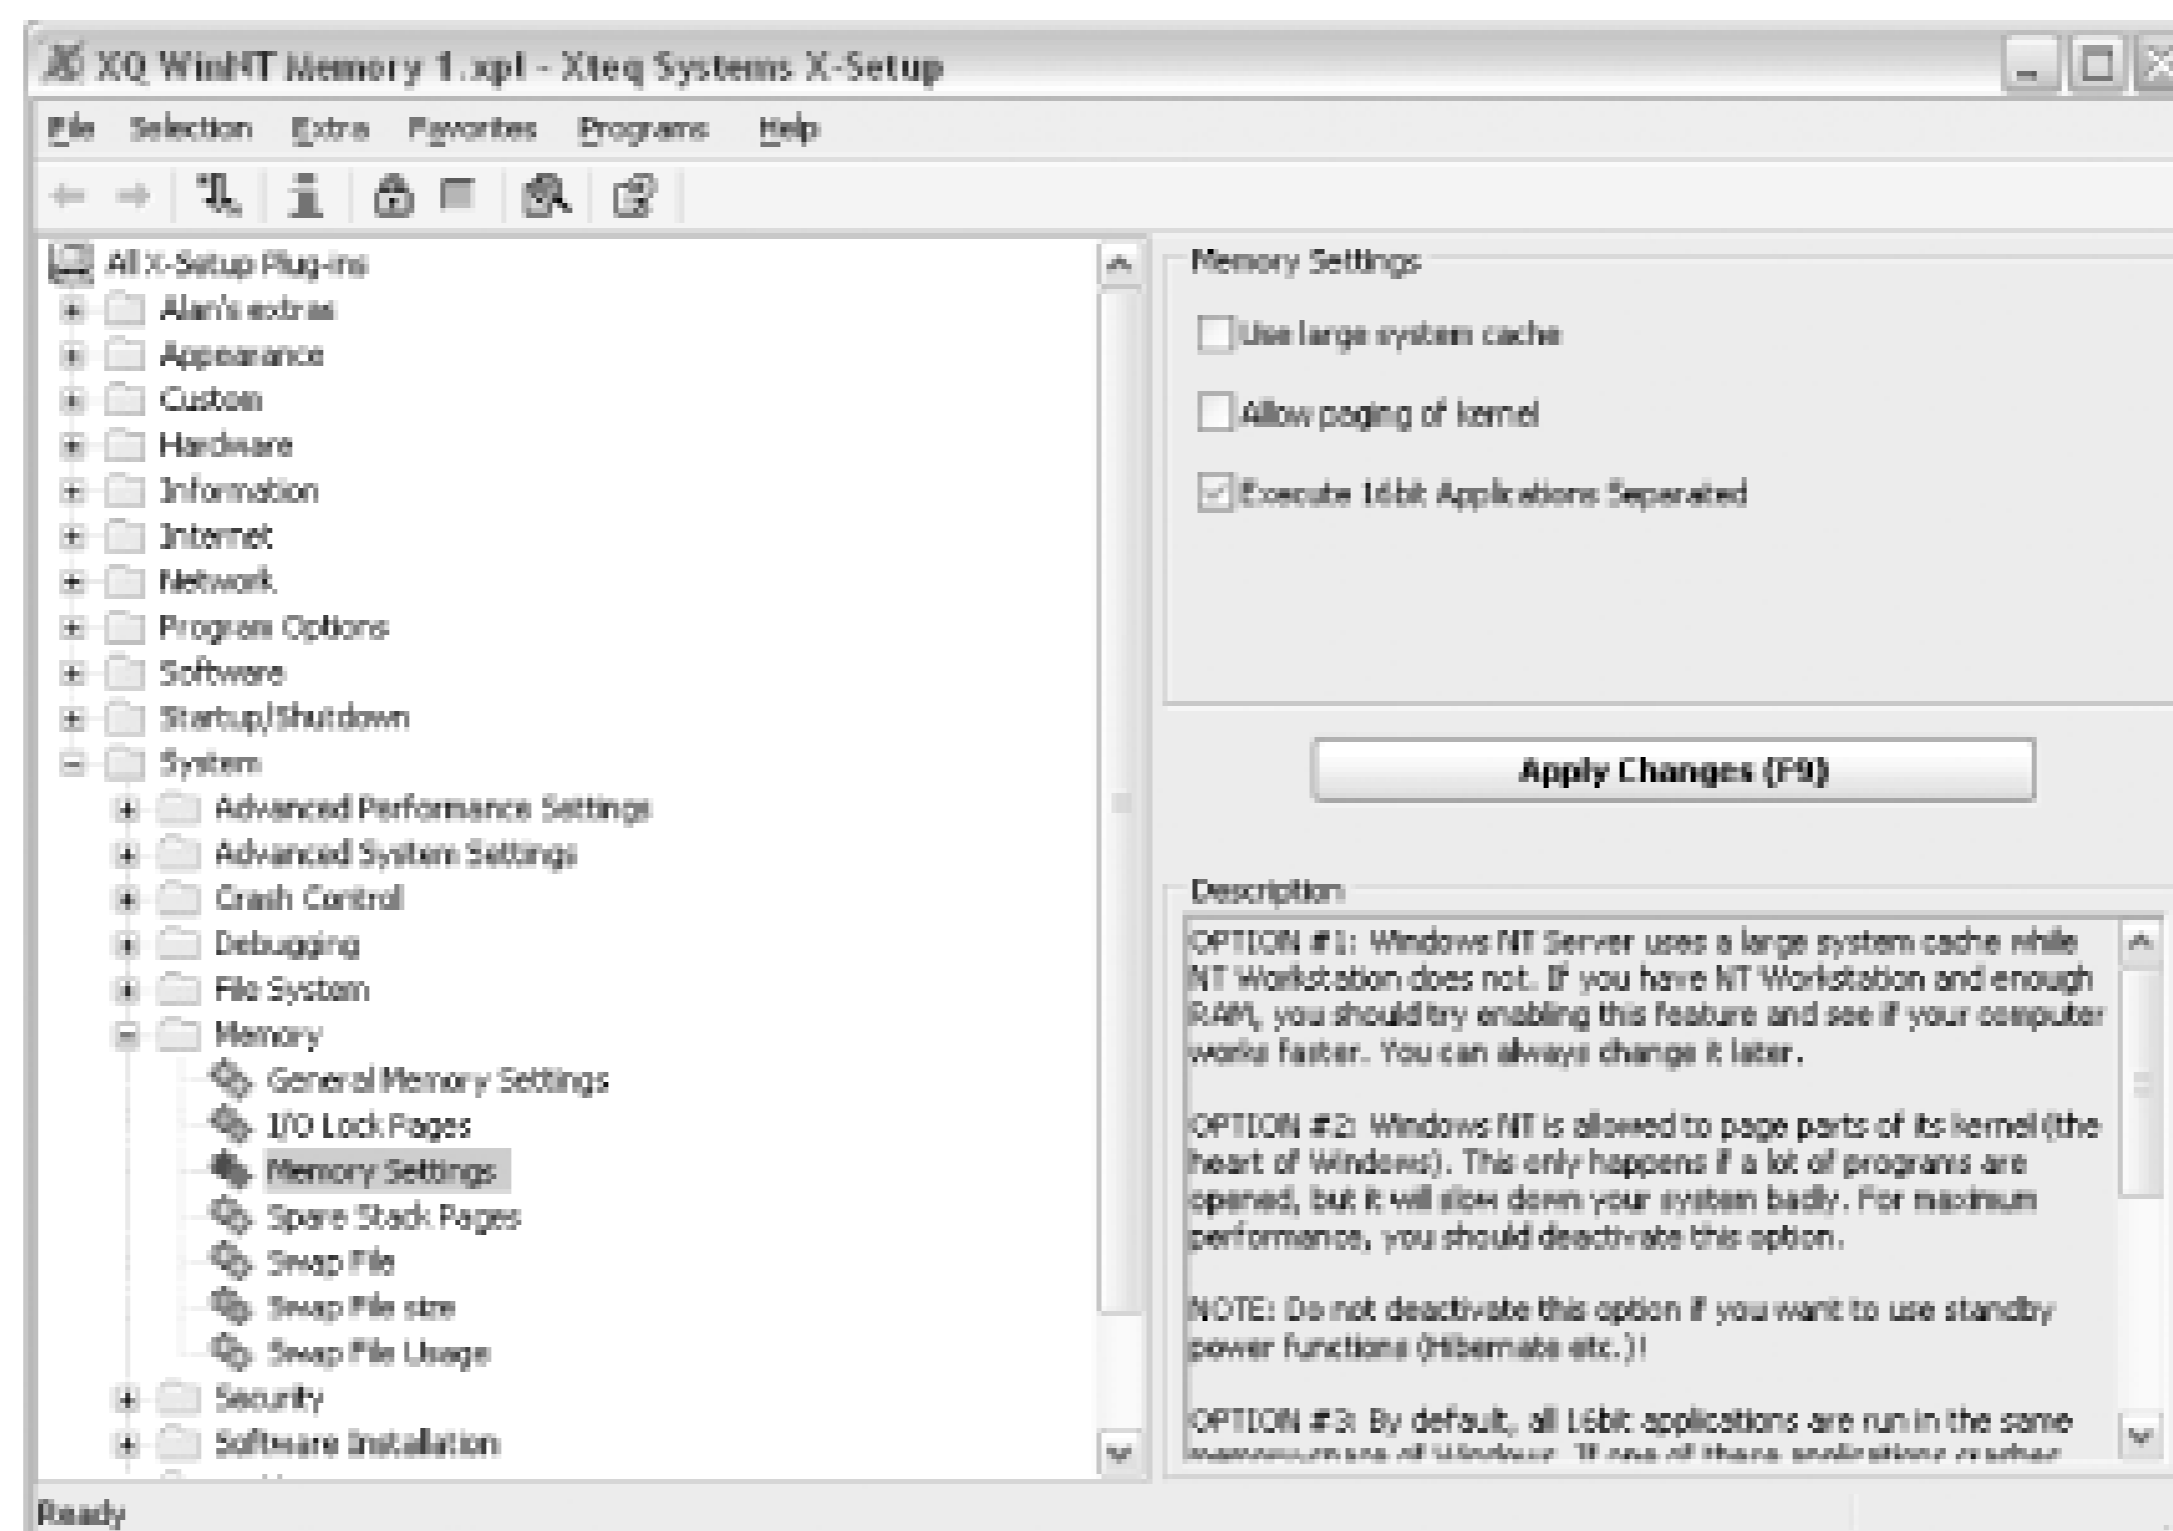 XQ WinNT Memory 1.xpl - Xteq Systems X-Setup
File Selection Extra Favorites Programs Help
All X-Setup Plug-ins
Alan's extras
Appearance
Custom
Hardware
Information
Internet
Network
Program Options
Software
Startup/Shutdown
System
Advanced Performance Settings
Advanced System Settings
Crash Control
Debugging
File System
Memory
General Memory Settings
I/O Lock Pages
Memory Settings
Spare Stack Pages
Swap File
Swap File size
Swap File Usage
Security
Software Installation
Memory Settings
Use large system cache
Allow paging of kernel
Execute 16bit Applications Separated
Apply Changes (F9)
Description
OPTION #1: Windows NT Server uses a large system cache while
NT Workstation does not. If you have NT Workstation and enough
RAM, you should try enabling this feature and see if your computer
works faster. You can always change it later.
OPTION #2: Windows NT is allowed to page parts of its kernel (the
heart of Windows). This only happens if a lot of programs are
opened, but it will slow down your system badly. For maximum
performance, you should deactivate this option.
NOTE: Do not deactivate this option if you want to use standby
power functions (Hibernate etc.)!
OPTION #3: By default, all 16bit applications are run in the same
memory space of Windows. If one of these applications crashes
Ready